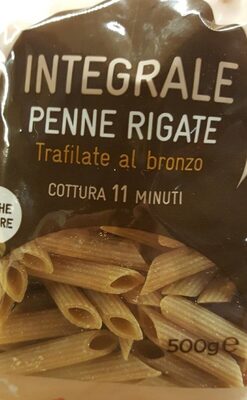 INTEGRALE
PENNE RIGATE
Trafilate al bronzo
COTTURA 11 MINUTI
500g e